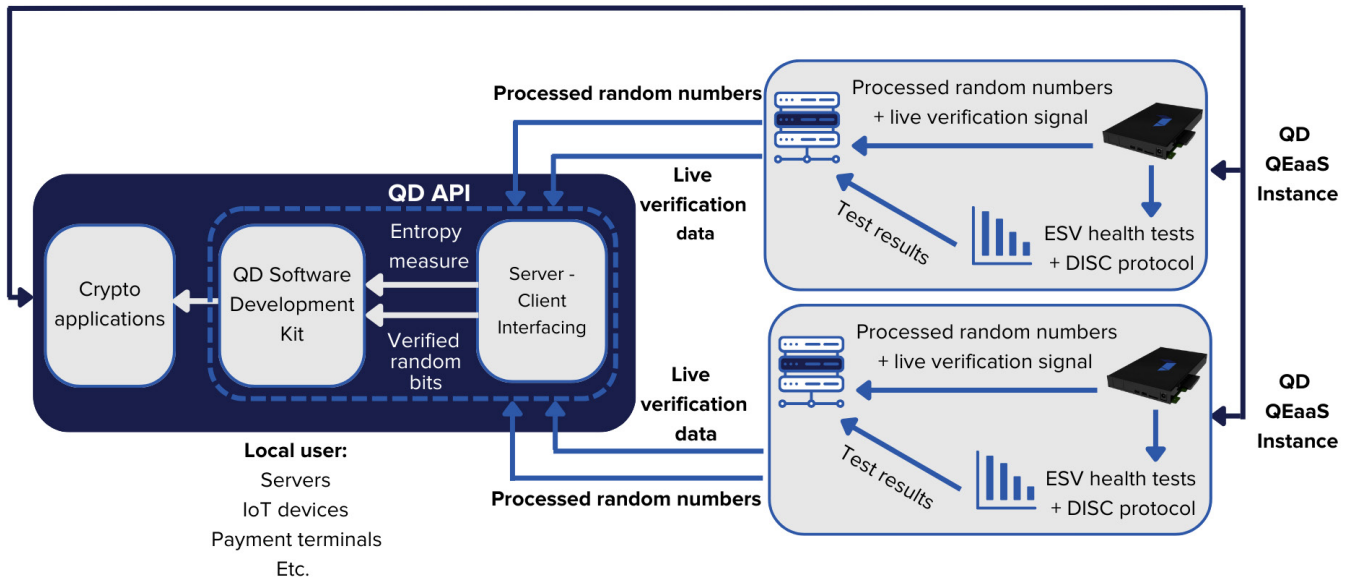 Processed random numbers
Live
verification
data
Processed random numbers
+ live verification signal
Test results
ESV health tests
+ DISC protocol
QD
QEaaS
Instance
QD API
Crypto
applications
QD Software
Development
Kit
Entropy
measure
Verified
random
bits
Server -
Client
Interfacing
Local user:
Servers
IoT devices
Payment terminals
Etc.
Live
verification
data
Processed random numbers
Processed random numbers
+ live verification signal
Test results
ESV health tests
+ DISC protocol
QD
QEaaS
Instance